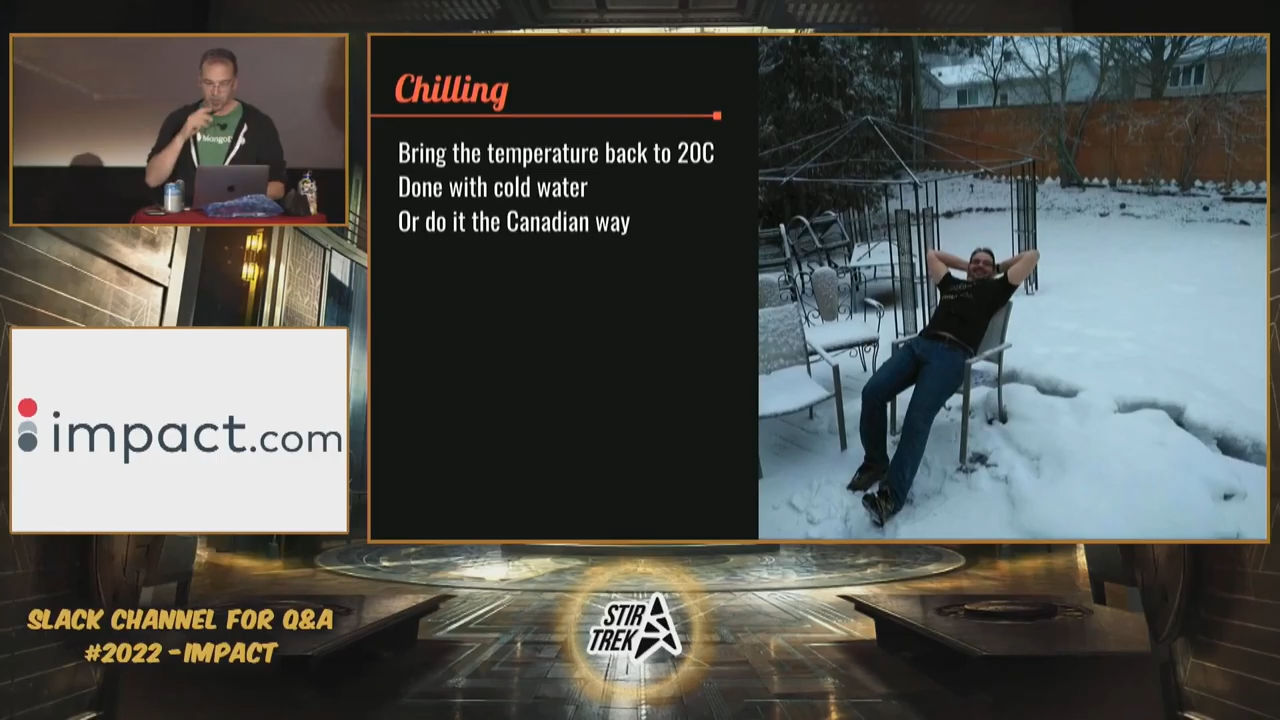 Chilling
Bring the temperature back to 20C
Done with cold water
Or do it the Canadian way
impact.com
SLACK CHANNEL FOR Q&A
#2022 - IMPACT
STIR
TREK